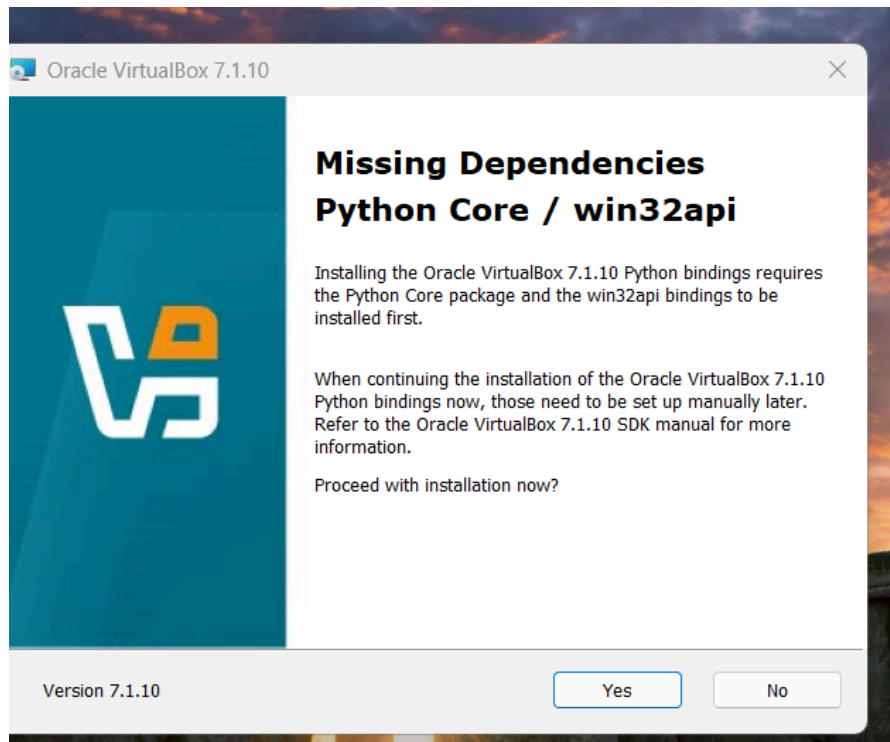 Oracle VirtualBox 7.1.10
Missing Dependencies
Python Core / win32api
Installing the Oracle VirtualBox 7.1.10 Python bindings requires
the Python Core package and the win32api bindings to be
installed first.
When continuing the installation of the Oracle VirtualBox 7.1.10
Python bindings now, those need to be set up manually later.
Refer to the Oracle VirtualBox 7.1.10 SDK manual for more
information.
Proceed with installation now?
Version 7.1.10
Yes
No